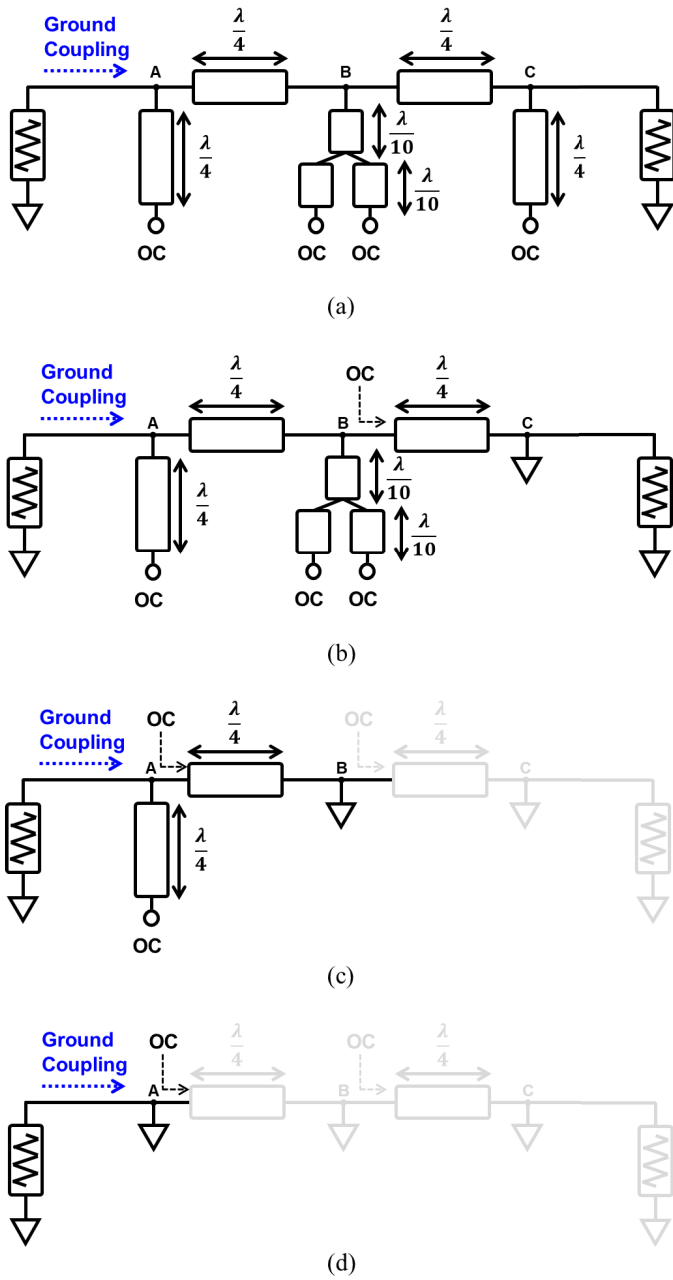 Ground
Coupling
λ/4
λ/4
A
B
C
λ/4
λ/10
λ/10
λ/4
OC
OC
OC
OC
(a)
Ground
Coupling
λ/4
OC
λ/4
A
B
C
λ/4
λ/10
λ/10
OC
OC
OC
(b)
Ground
Coupling
OC
λ/4
OC
λ/4
A
B
C
λ/4
OC
(c)
Ground
Coupling
OC
λ/4
OC
λ/4
A
B
C
(d)